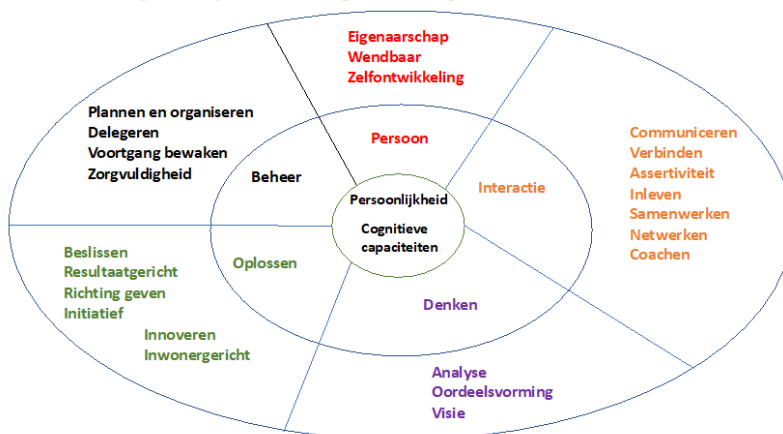 Eigenaarschap
Wendbaar
Zelfontwikkeling
Plannen en organiseren
Delegeren
Voortgang bewaken
Zorgvuldigheid
Persoon
Beheer
Communiceren
Verbinden
Assertiviteit
Inleven
Samenwerken
Netwerken
Coachen
Interactie
Persoonlijkheid
Cognitieve
capaciteiten
Beslissen
Resultaatgericht
Richting geven
Initiatief
Innoveren
Inwonergericht
Oplossen
Denken
Analyse
Oordeelsvorming
Visie